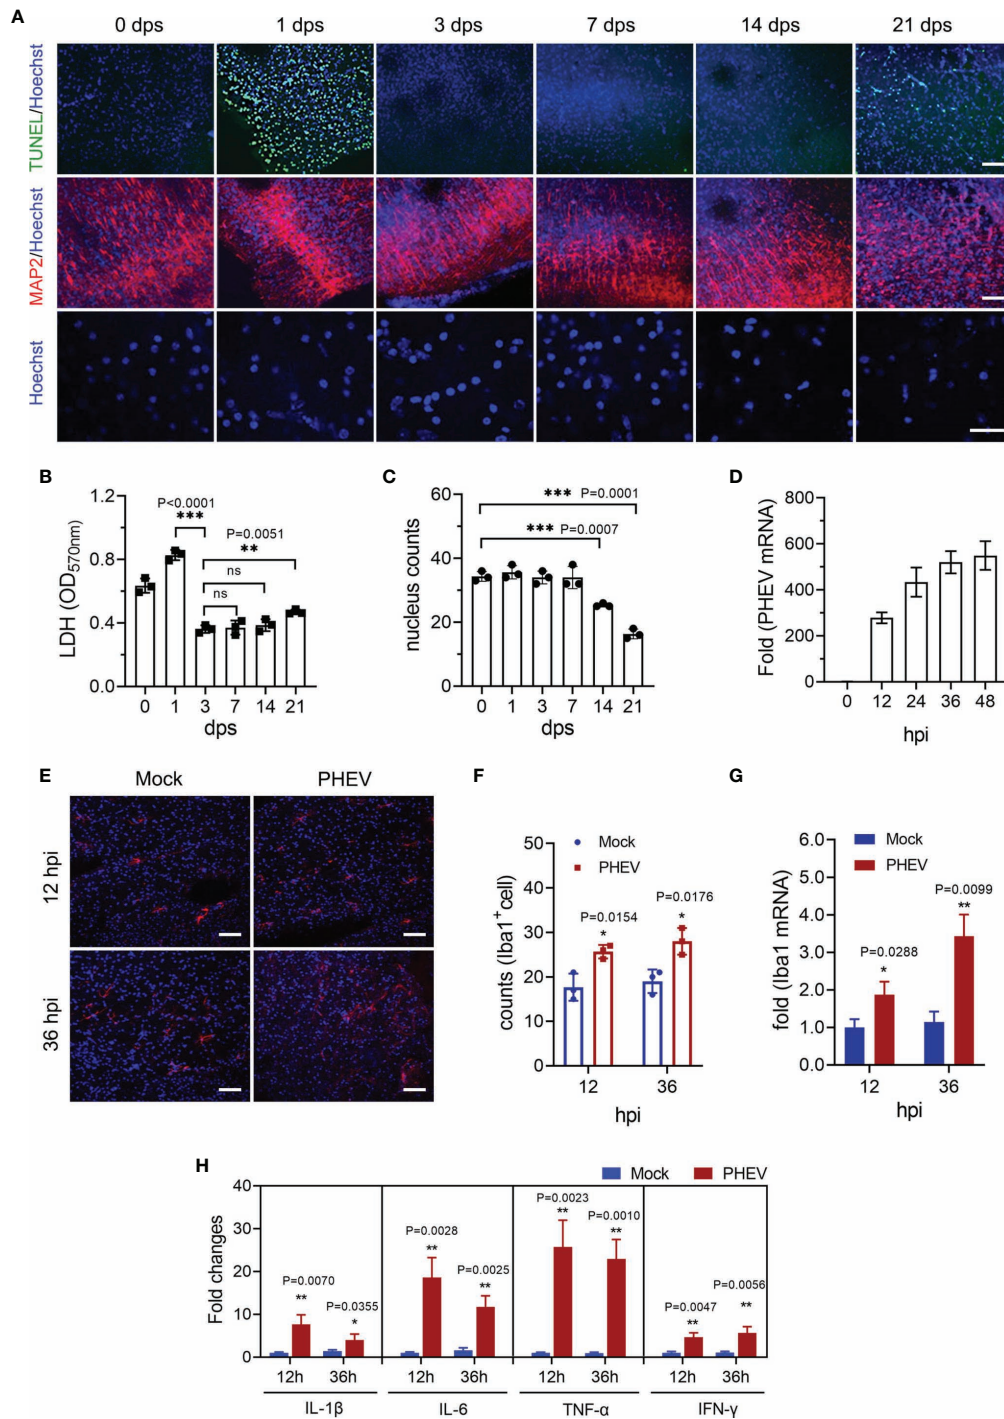 A
0 dps 1 dps 3 dps 7 dps 14 dps 21 dps
TUNEL/Hoechst
MAP2/Hoechst
Hoechst
B
LDH (OD570nm)
1.2
0.8
0.4
0.0
P<0.0001
***
P=0.0051
**
ns
ns
0 1 3 7 14 21
dps
C
nucleus counts
60
40
20
0
*** P=0.0001
*** P=0.0007
0 1 3 7 14 21
dps
D
Fold (PHEV mRNA)
800
600
400
200
0
0 12 24 36 48
hpi
E
Mock PHEV
12 hpi
36 hpi
F
counts (Iba1+cell)
50
40
30
20
10
0
Mock
PHEV
P=0.0154
*
P=0.0176
*
12 36
hpi
G
fold (Iba1 mRNA)
6.0
5.0
4.0
3.0
2.0
1.0
0.0
Mock
PHEV
P=0.0099
**
P=0.0288
*
12 36
hpi
H
Mock PHEV
Fold changes
40
30
20
10
0
P=0.0070
**
P=0.0355
*
P=0.0028
**
P=0.0025
**
P=0.0023
**
P=0.0010
**
P=0.0047
**
P=0.0056
**
12h 36h 12h 36h 12h 36h 12h 36h
IL-1β IL-6 TNF-α IFN-γ